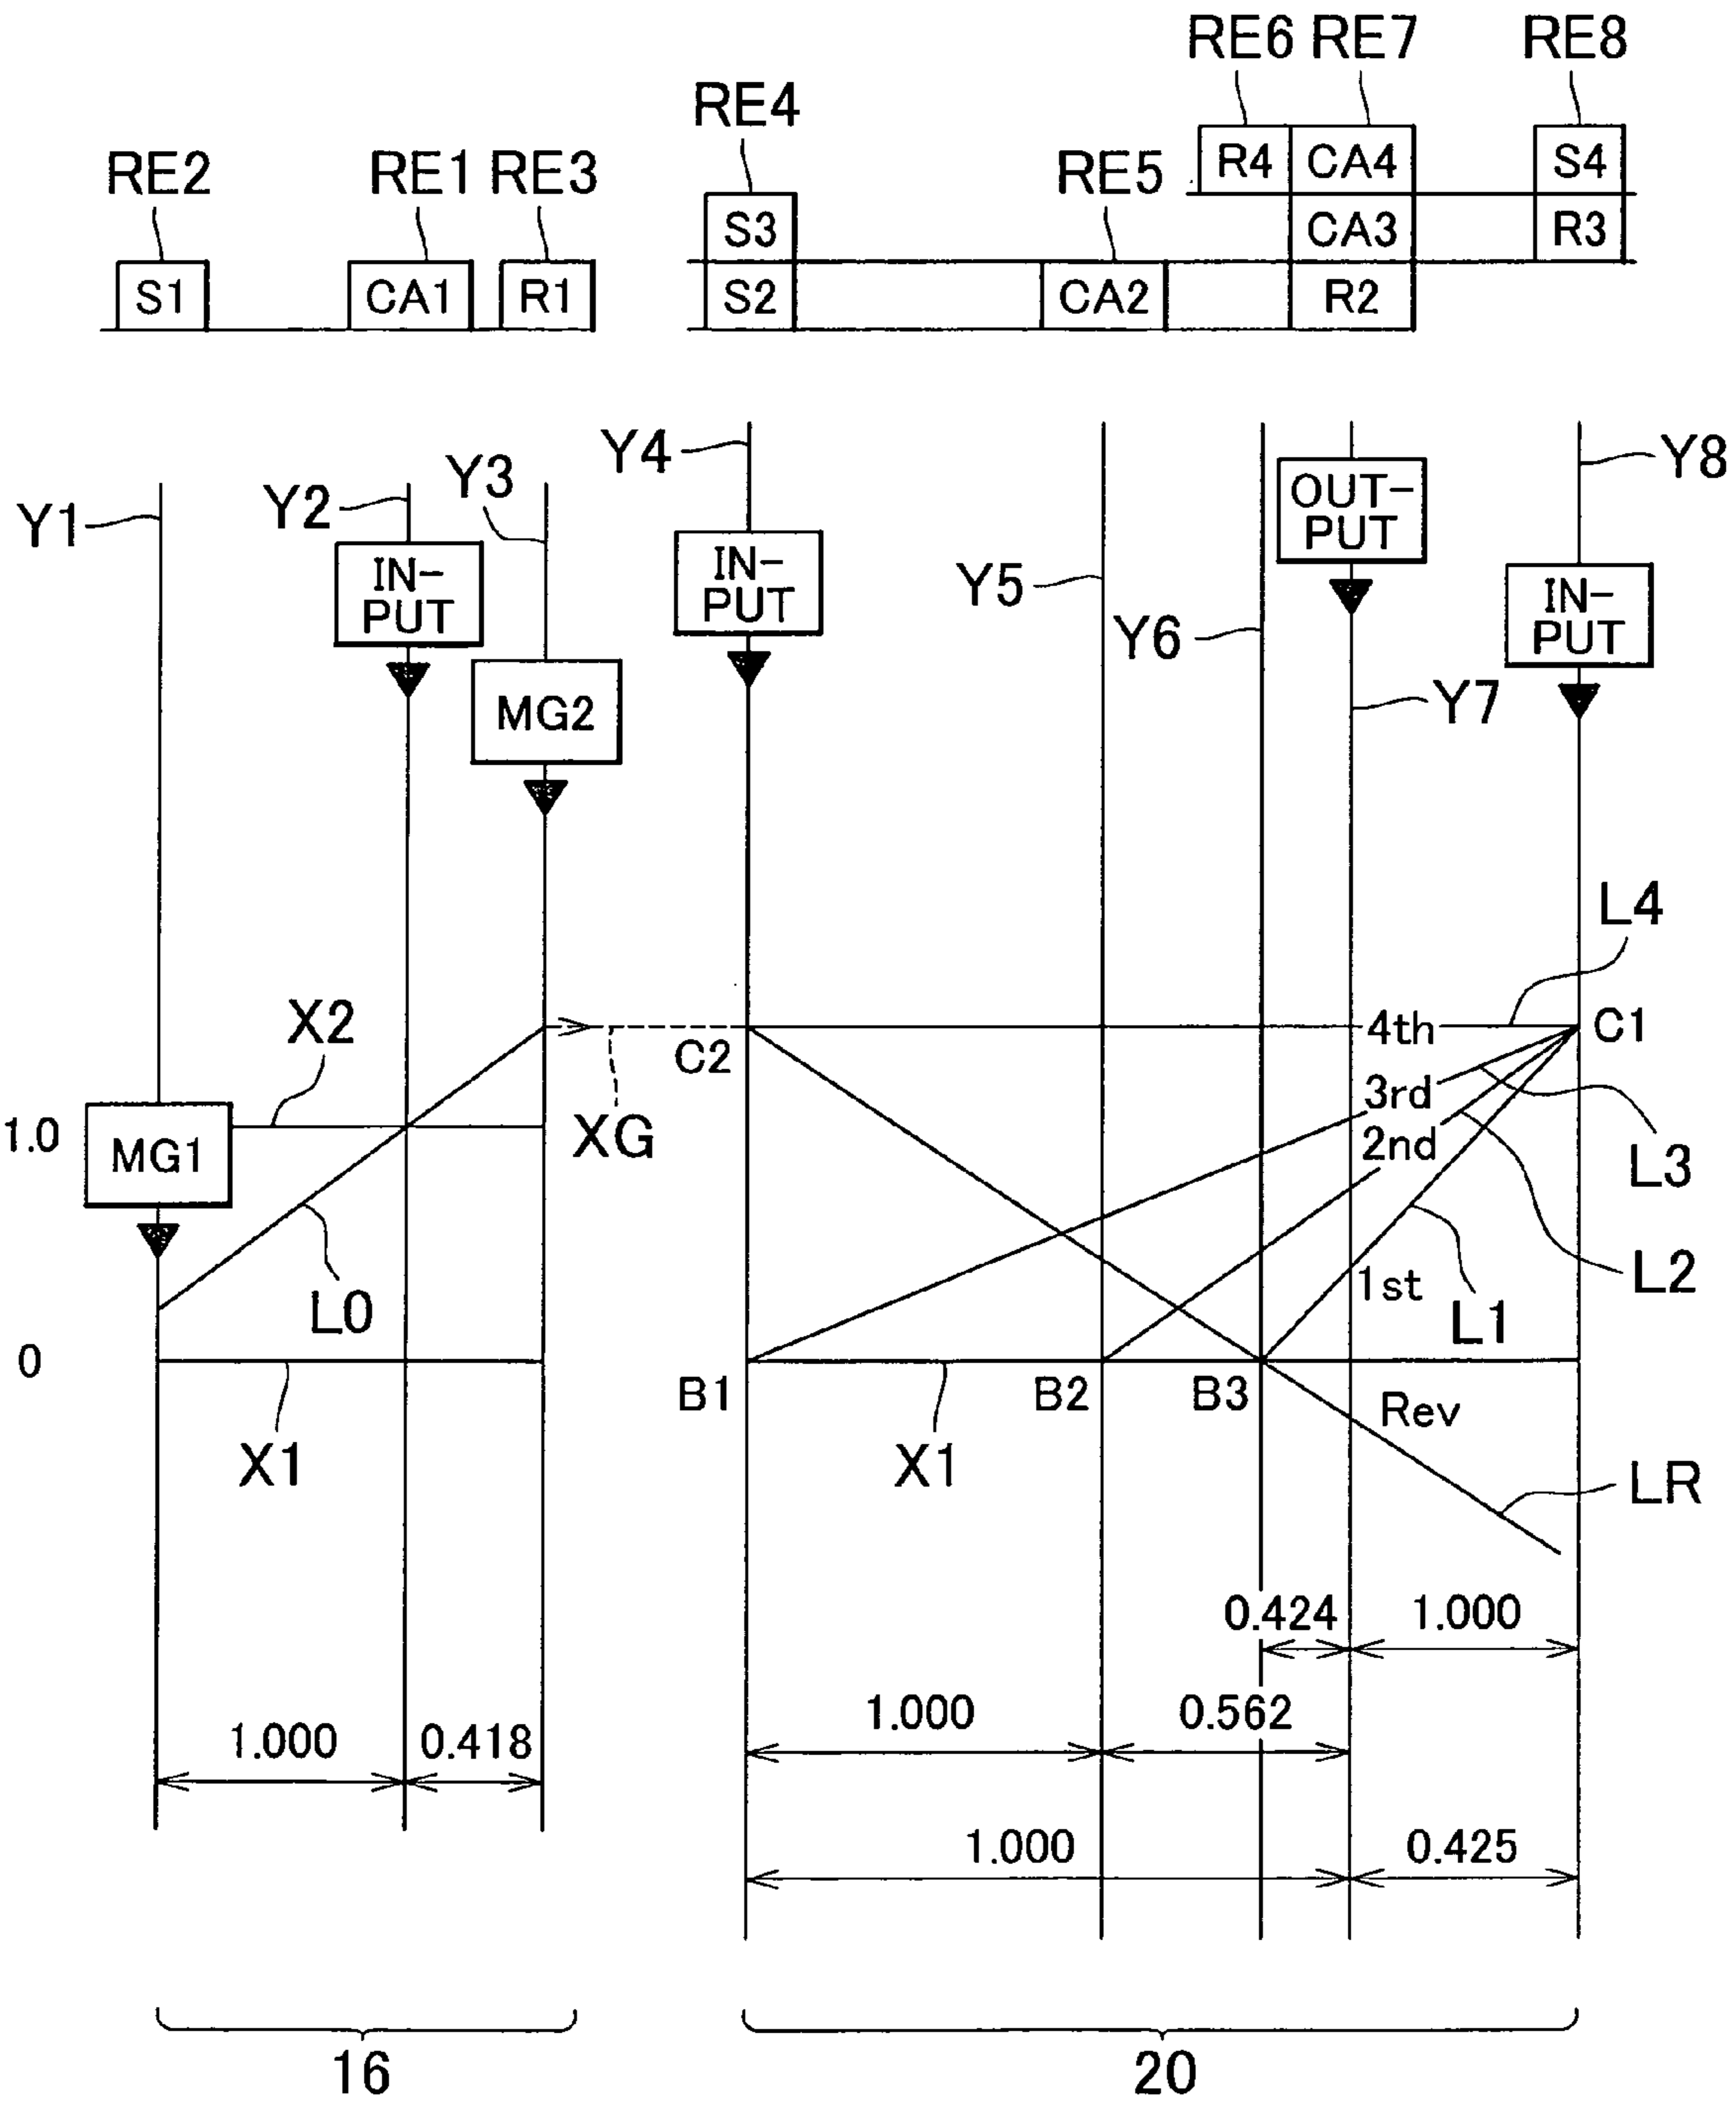 RE6 RE7 RE8
RE4
RE2 RE1 RE3 RE5
R4 CA4 S4
S3 CA3 R3
S1 CA1 R1 S2 CA2 R2
Y4 Y8
Y1 Y2 Y3
OUT-
PUT
IN-
PUT
IN-
PUT
IN-
PUT
Y5
Y6
MG2
Y7
L4
X2
4th C1
C2
3rd
1.0 MG1 XG 2nd
L3
L0 1st L1 L2
0
B1 B2 B3
Rev
X1 X1
LR
0.424 1.000
1.000 0.562
1.000 0.418
1.000 0.425
16 20